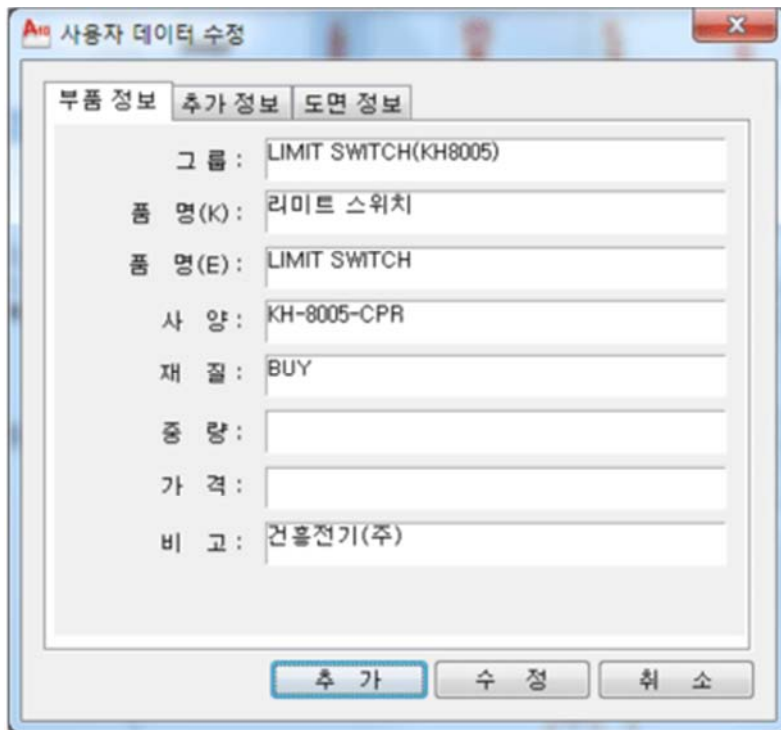 사용자 데이터 수정
부품 정보 추가 정보 도면 정보
그 룹 : LIMIT SWITCH(KH8005)
품 명(K) : 리미트 스위치
품 명(E) : LIMIT SWITCH
사 양 : KH-8005-CPR
재 질 : BUY
중 량 :
가 격 :
비 고 : 건흥전기(주)
추 가 수 정 취 소